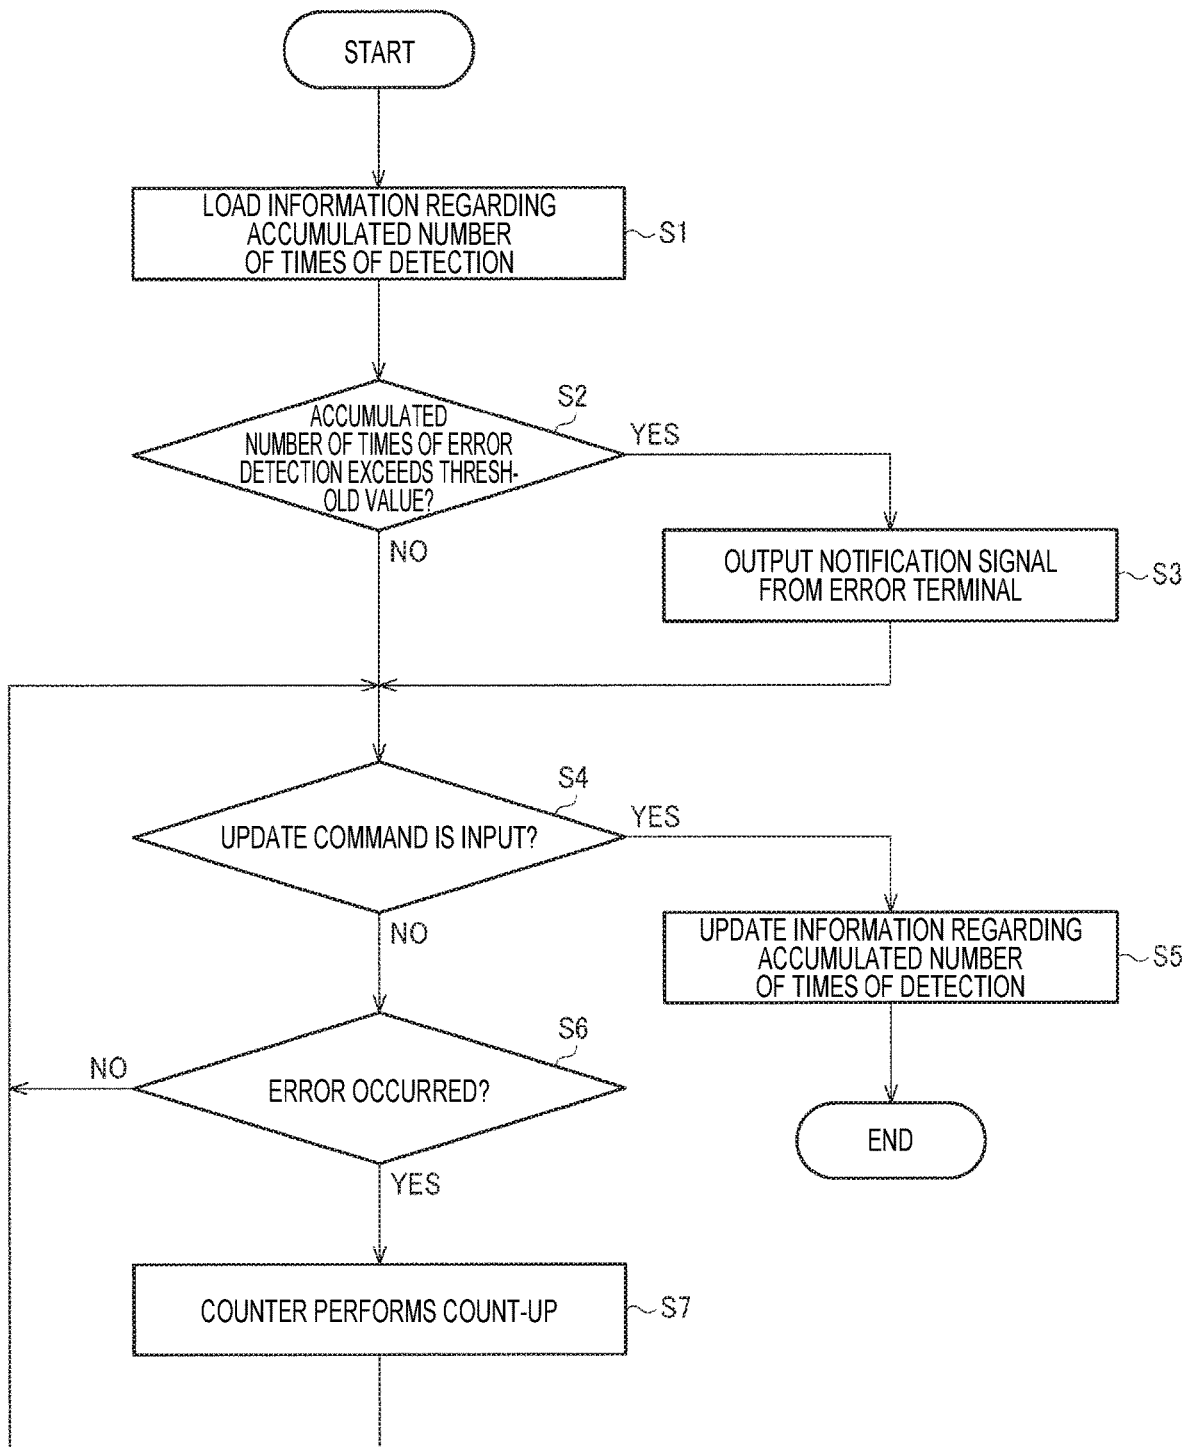 START
LOAD INFORMATION REGARDING
ACCUMULATED NUMBER
OF TIMES OF DETECTION
S1
S2
ACCUMULATED
NUMBER OF TIMES OF ERROR
DETECTION EXCEEDS THRESH-
OLD VALUE?
YES
NO
OUTPUT NOTIFICATION SIGNAL
FROM ERROR TERMINAL
S3
S4
UPDATE COMMAND IS INPUT?
YES
NO
UPDATE INFORMATION REGARDING
ACCUMULATED NUMBER
OF TIMES OF DETECTION
S5
S6
NO
ERROR OCCURRED?
YES
END
COUNTER PERFORMS COUNT-UP
S7